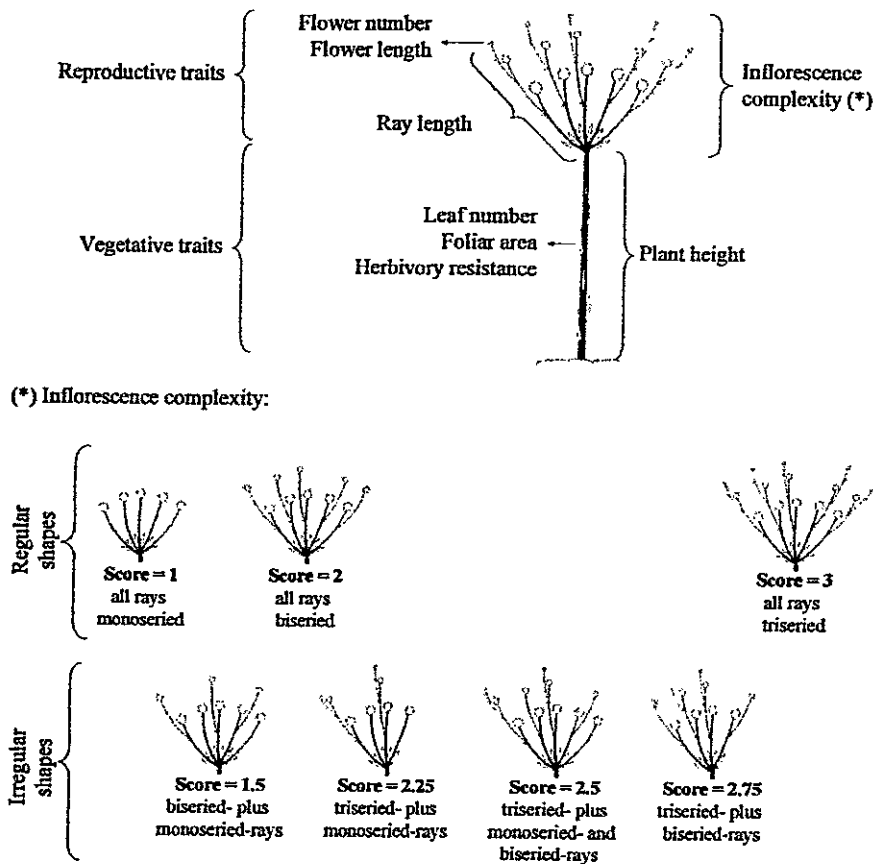 Flower number
Flower length
Reproductive traits
Inflorescence
complexity (*)
Ray length
Leaf number
Foliar area
Herbivory resistance
Vegetative traits
Plant height
(*) Inflorescence complexity:
Regular
shapes
Score = 1
all rays
monoseried
Score = 2
all rays
biseried
Score = 3
all rays
triseried
Irregular
shapes
Score = 1.5
biseried- plus
monoseried-rays
Score = 2.25
triseried- plus
monoseried-rays
Score = 2.5
triseried- plus
monoseried- and
biseried-rays
Score = 2.75
triseried- plus
biseried-rays